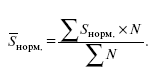 S̅норм. = ∑Sнорм. × N / ∑N.